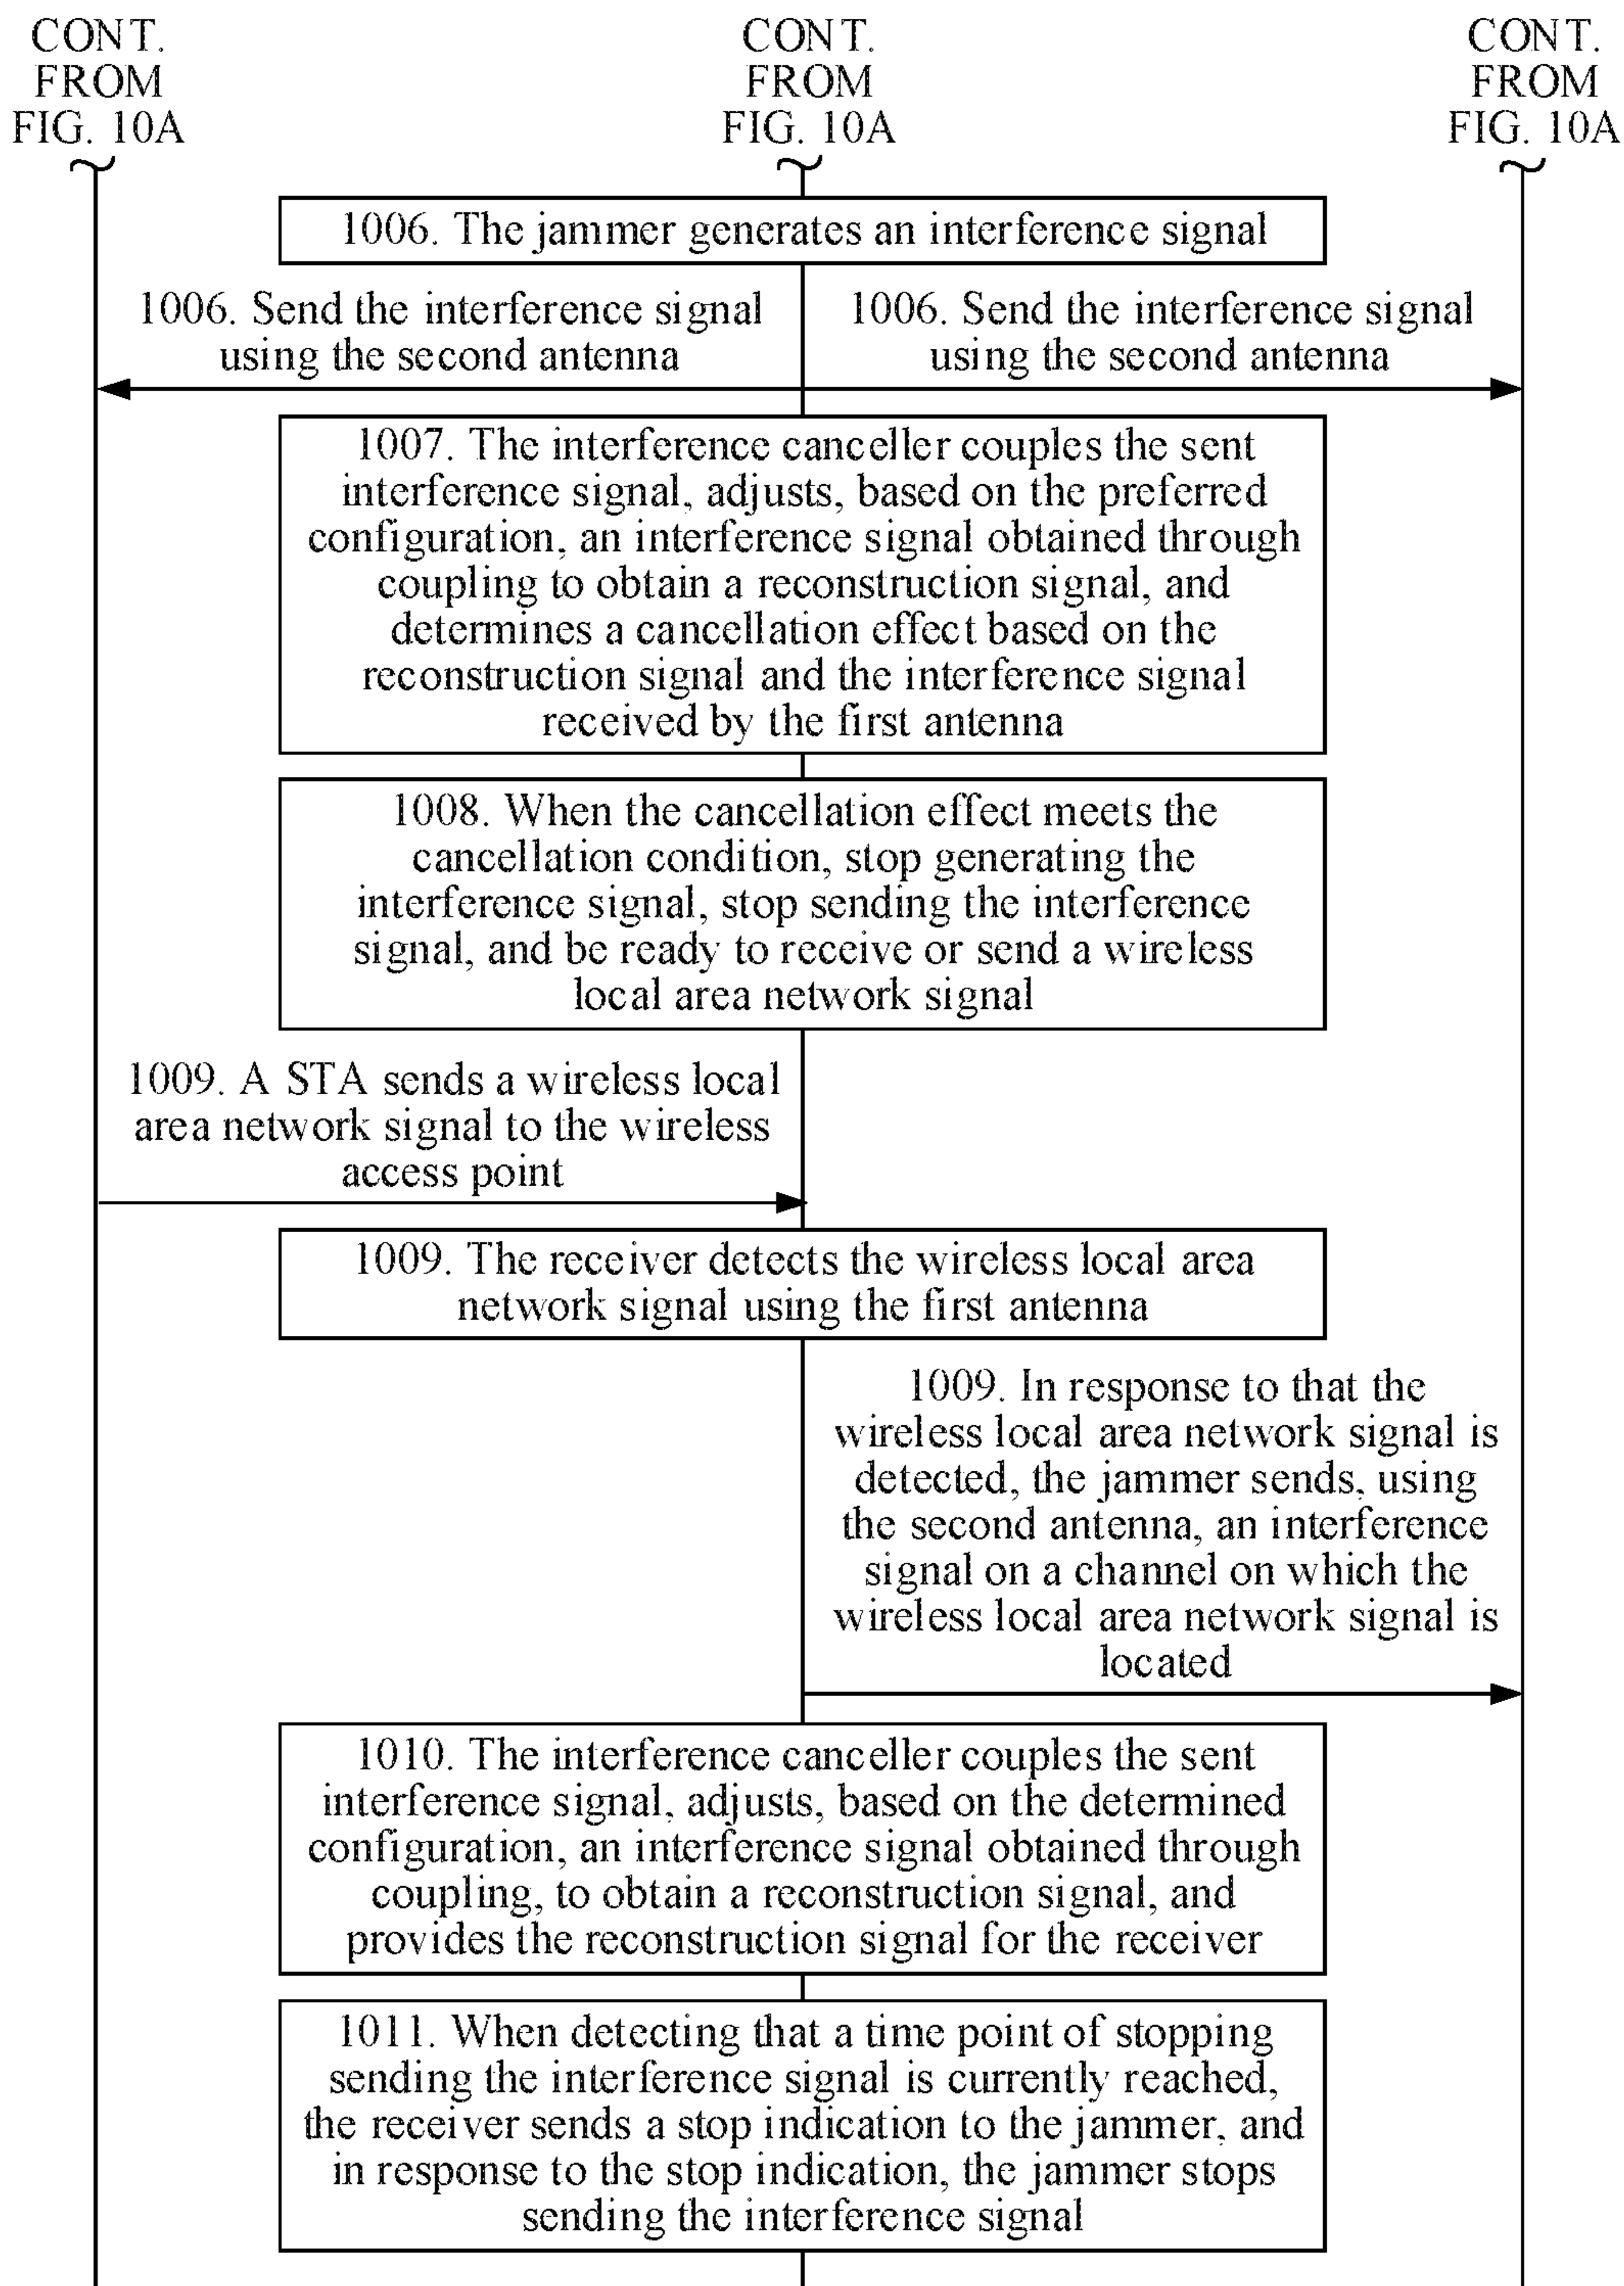 CONT.
FROM
FIG. 10A
CONT.
FROM
FIG. 10A
CONT.
FROM
FIG. 10A
1006. The jammer generates an interference signal
1006. Send the interference signal
using the second antenna
1006. Send the interference signal
using the second antenna
1007. The interference canceller couples the sent
interference signal, adjusts, based on the preferred
configuration, an interference signal obtained through
coupling to obtain a reconstruction signal, and
determines a cancellation effect based on the
reconstruction signal and the interference signal
received by the first antenna
1008. When the cancellation effect meets the
cancellation condition, stop generating the
interference signal, stop sending the interference
signal, and be ready to receive or send a wireless
local area network signal
1009. A STA sends a wireless local
area network signal to the wireless
access point
1009. The receiver detects the wireless local area
network signal using the first antenna
1009. In response to that the
wireless local area network signal is
detected, the jammer sends, using
the second antenna, an interference
signal on a channel on which the
wireless local area network signal is
located
1010. The interference canceller couples the sent
interference signal, adjusts, based on the determined
configuration, an interference signal obtained through
coupling, to obtain a reconstruction signal, and
provides the reconstruction signal for the receiver
1011. When detecting that a time point of stopping
sending the interference signal is currently reached,
the receiver sends a stop indication to the jammer, and
in response to the stop indication, the jammer stops
sending the interference signal